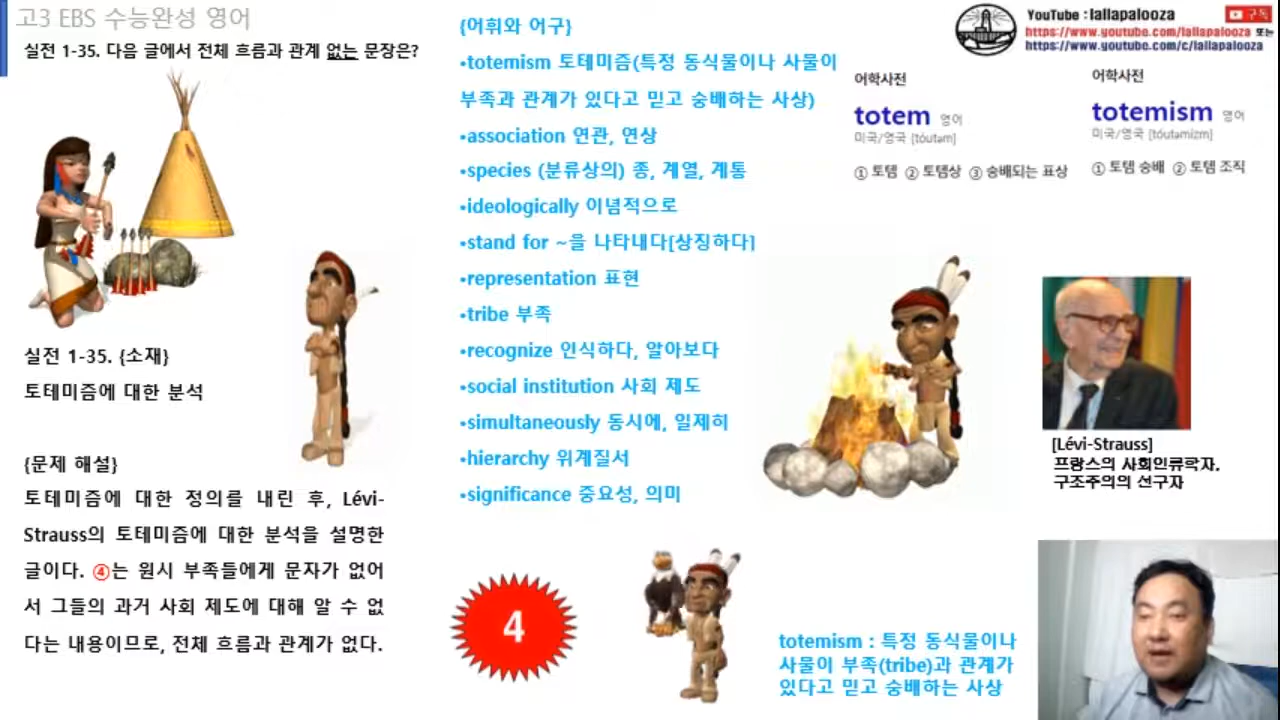 고3 EBS 수능완성 영어
실전 1-35. 다음 글에서 전체 흐름과 관계 없는 문장은?
실전 1-35. {소재}
토테미즘에 대한 분석
{문제 해설}
토테미즘에 대한 정의를 내린 후, Lévi-
Strauss의 토테미즘에 대한 분석을 설명한
글이다. ④는 원시 부족들에게 문자가 없어
서 그들의 과거 사회 제도에 대해 알 수 없
다는 내용이므로, 전체 흐름과 관계가 없다.
{어휘와 어구}
•totemism 토테미즘(특정 동식물이나 사물이
부족과 관계가 있다고 믿고 숭배하는 사상)
•association 연관, 연상
•species (분류상의) 종, 계열, 계통
•ideologically 이념적으로
•stand for ~을 나타내다[상징하다]
•representation 표현
•tribe 부족
•recognize 인식하다, 알아보다
•social institution 사회 제도
•simultaneously 동시에, 일제히
•hierarchy 위계질서
•significance 중요성, 의미
4
YouTube : lallapalooza
구독
https://www.youtube.com/lallapalooza 또는
https://www.youtube.com/c/lallapalooza
어학사전
totem 영어
미국/영국 [tóutəm]
① 토템 ② 토템상 ③ 숭배되는 표상
어학사전
totemism 영어
미국/영국 [tóutəmìzm]
① 토템 숭배 ② 토템 조직
[Lévi-Strauss]
프랑스의 사회인류학자.
구조주의의 선구자
totemism : 특정 동식물이나
사물이 부족(tribe)과 관계가
있다고 믿고 숭배하는 사상